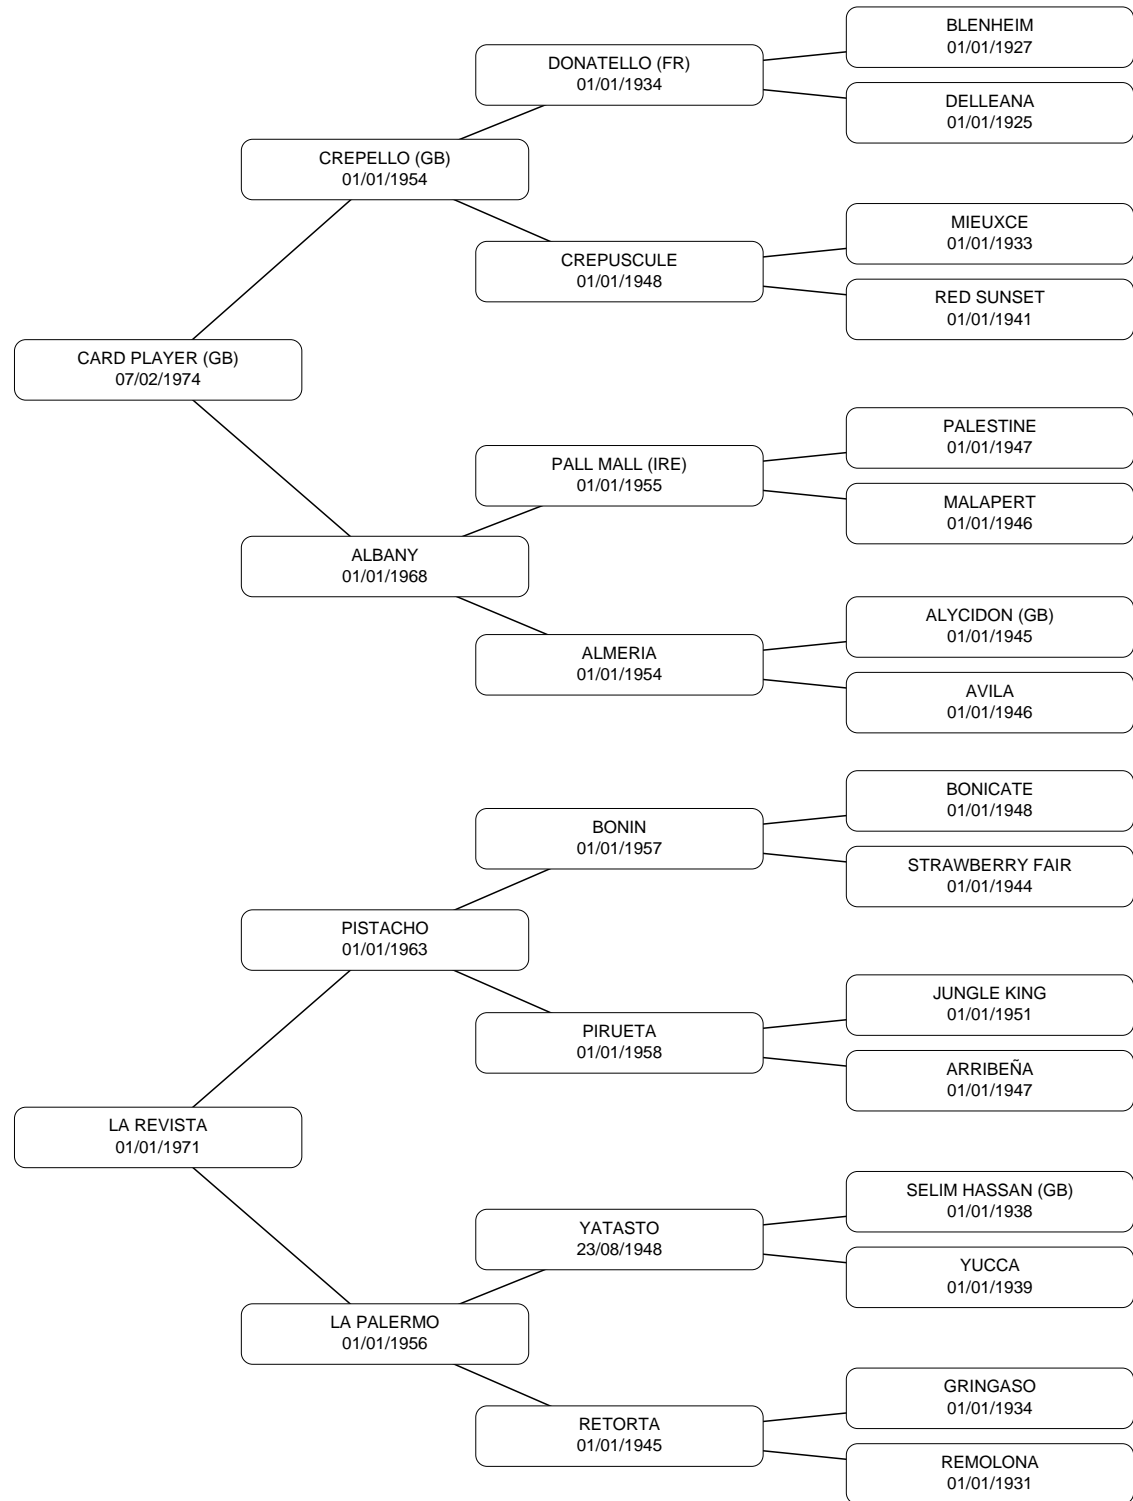 BLENHEIM
01/01/1927
DONATELLO (FR)
01/01/1934
DELLEANA
01/01/1925
CREPELLO (GB)
01/01/1954
MIEUXCE
01/01/1933
CREPUSCULE
01/01/1948
RED SUNSET
01/01/1941
CARD PLAYER (GB)
07/02/1974
PALESTINE
01/01/1947
PALL MALL (IRE)
01/01/1955
MALAPERT
01/01/1946
ALBANY
01/01/1968
ALYCIDON (GB)
01/01/1945
ALMERIA
01/01/1954
AVILA
01/01/1946
BONICATE
01/01/1948
BONIN
01/01/1957
STRAWBERRY FAIR
01/01/1944
PISTACHO
01/01/1963
JUNGLE KING
01/01/1951
PIRUETA
01/01/1958
ARRIBEÑA
01/01/1947
LA REVISTA
01/01/1971
SELIM HASSAN (GB)
01/01/1938
YATASTO
23/08/1948
YUCCA
01/01/1939
LA PALERMO
01/01/1956
GRINGASO
01/01/1934
RETORTA
01/01/1945
REMOLONA
01/01/1931